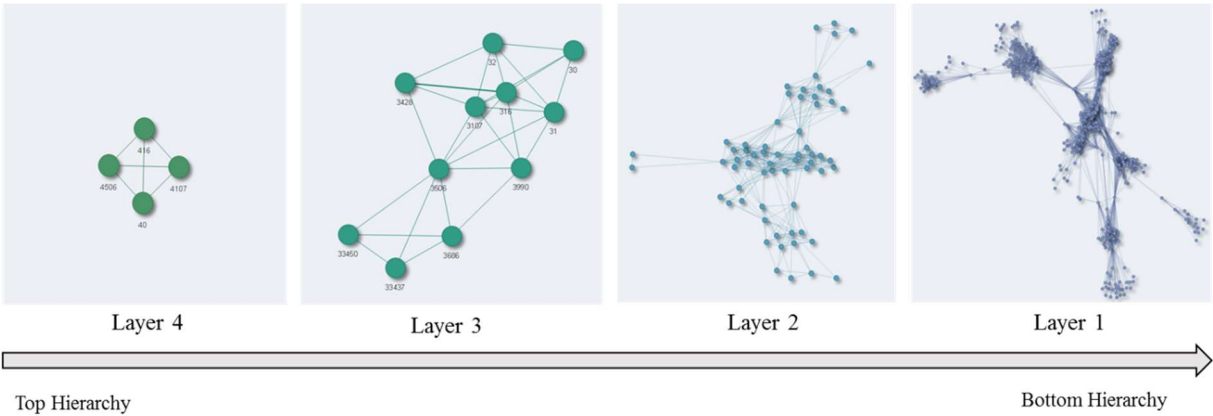 416
4506
4107
40
32
30
3428
316
3107
31
3506
3990
33450
3686
33437
Layer 4
Layer 3
Layer 2
Layer 1
Top Hierarchy
Bottom Hierarchy